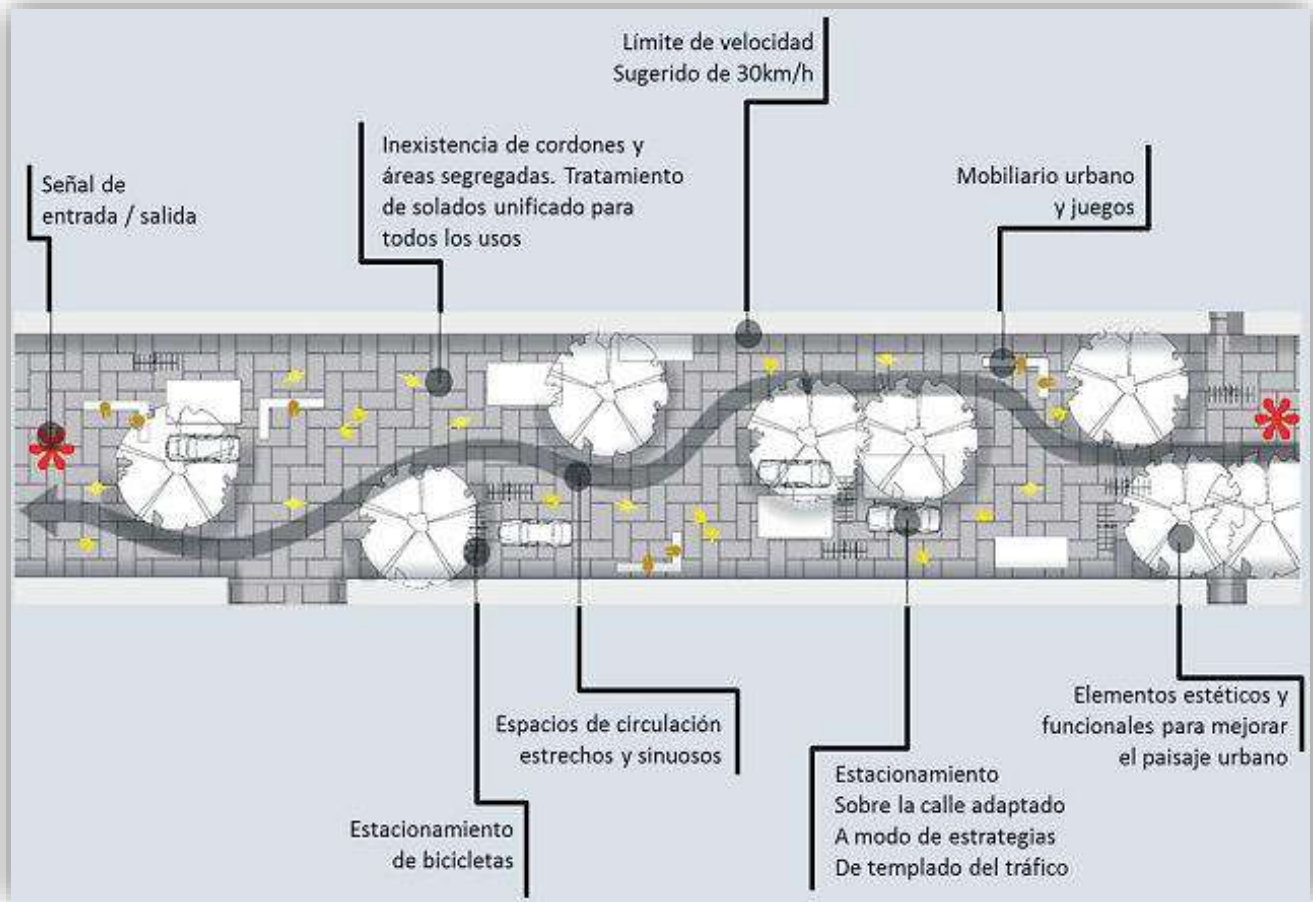 Límite de velocidad
Sugerido de 30km/h
Inexistencia de cordones y
áreas segregadas. Tratamiento
de solados unificado para
todos los usos
Señal de
entrada / salida
Mobiliario urbano
y juegos
Espacios de circulación
estrechos y sinuosos
Estacionamiento
de bicicletas
Estacionamiento
Sobre la calle adaptado
A modo de estrategias
De templado del tráfico
Elementos estéticos y
funcionales para mejorar
el paisaje urbano